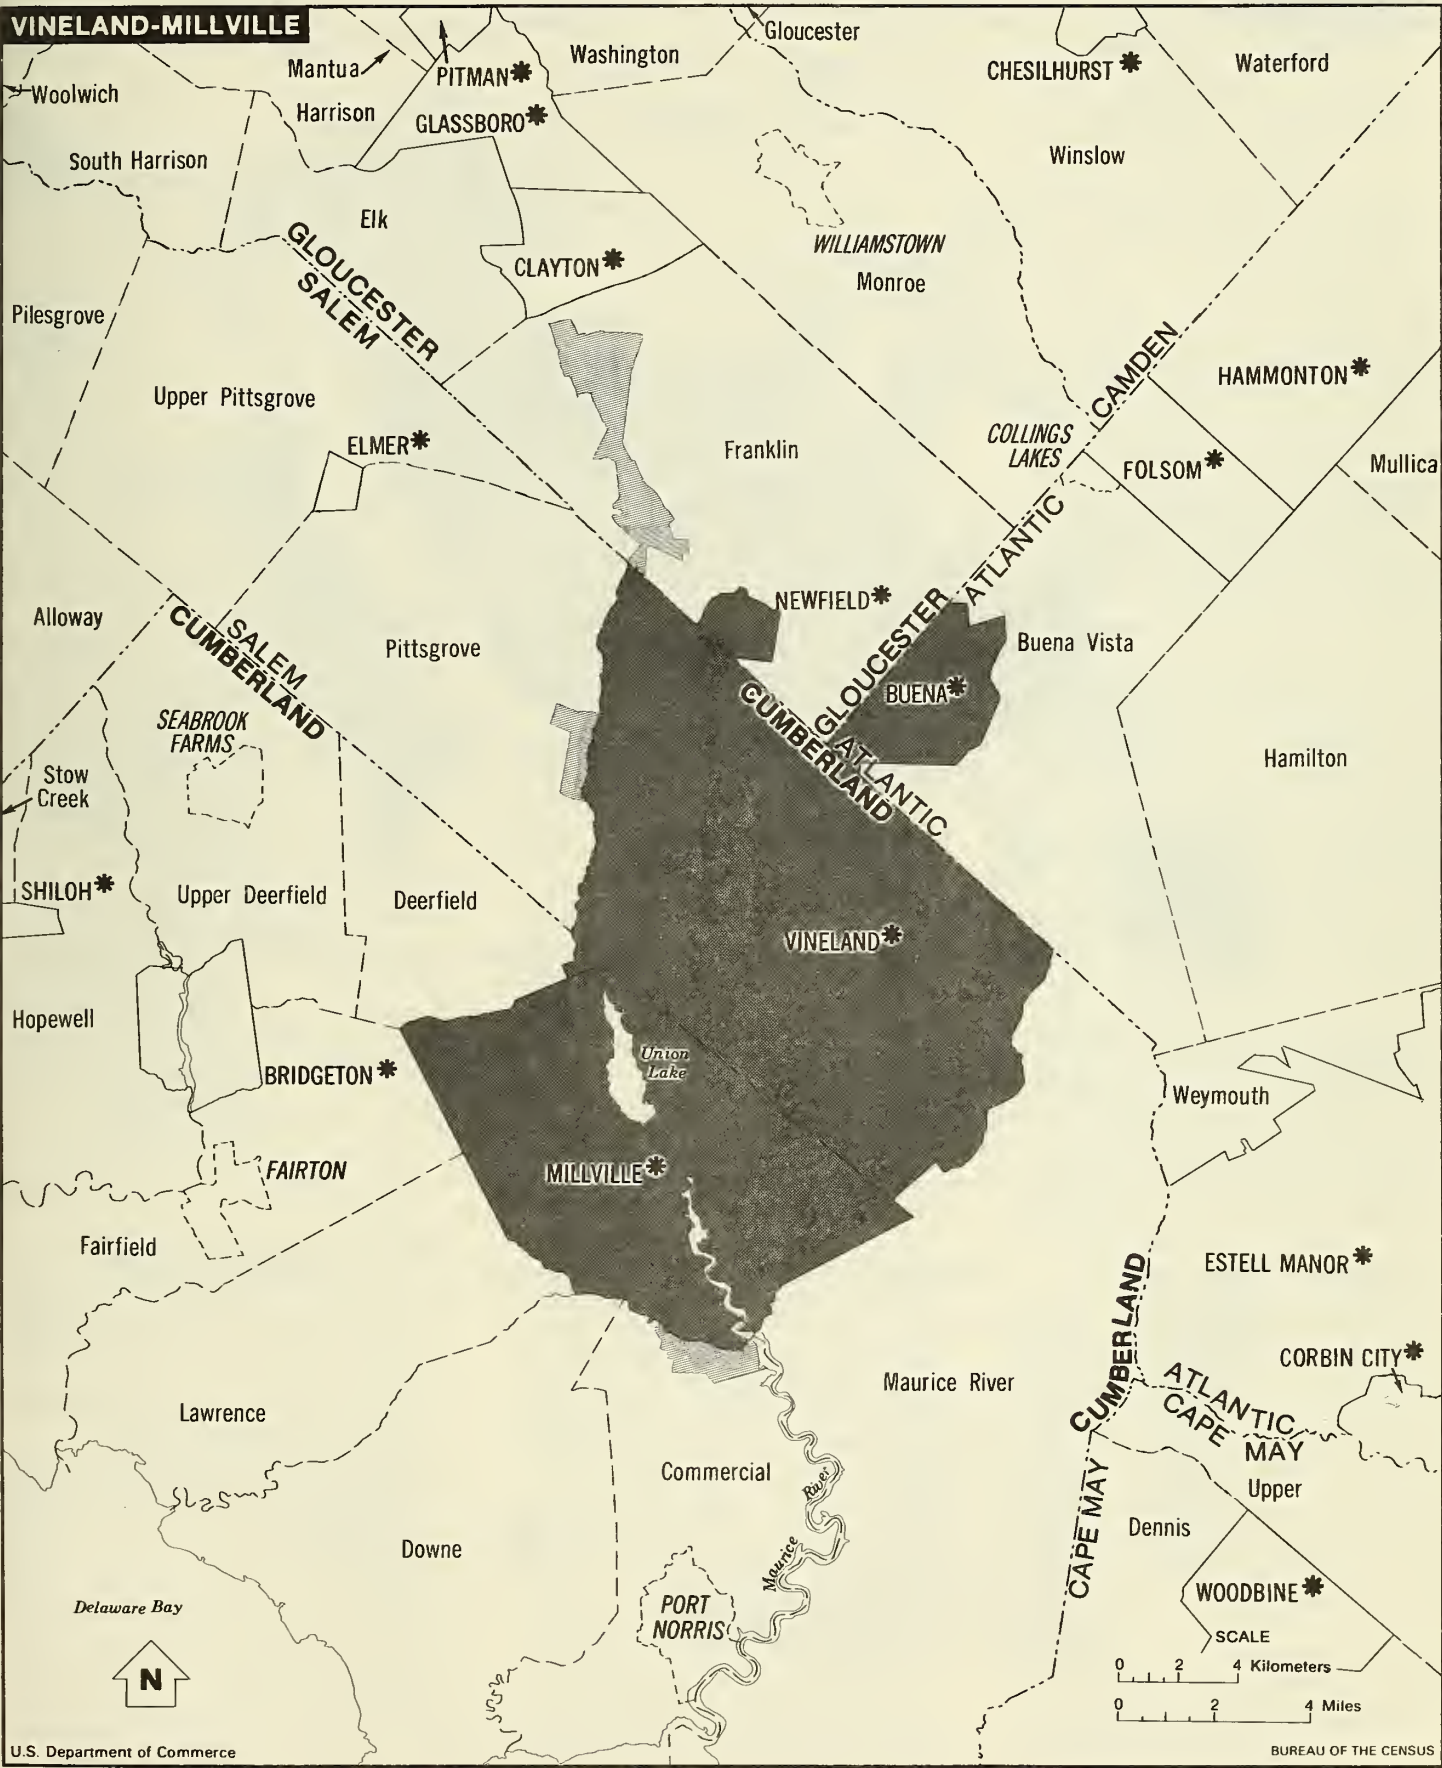 VINELAND-MILLVILLE
Gloucester
Washington
Mantua
PITMAN*
CHESILHURST*
Waterford
Woolwich
Harrison
GLASSBORO*
South Harrison
Winslow
Elk
GLOUCESTER
SALEM
WILLIAMSTOWN
CLAYTON*
Monroe
Pilesgrove
CAMDEN
HAMMONTON*
Upper Pittsgrove
ELMER*
Franklin
COLLINGS
LAKES
FOLSOM*
Mullica
ATLANTIC
GLOUCESTER
NEWFIELD*
Alloway
SALEM
CUMBERLAND
Pittsgrove
Buena Vista
BUENA*
CUMBERLAND
ATLANTIC
SEABROOK
FARMS
Hamilton
Stow
Creek
SHILOH*
Upper Deerfield
Deerfield
VINELAND*
Hopewell
Union
Lake
BRIDGETON*
Weymouth
MILLVILLE*
FAIRTON
Fairfield
ESTELL MANOR*
CUMBERLAND
CORBIN CITY*
ATLANTIC
CAPE MAY
Maurice River
Lawrence
Commercial
Maurice River
CAPE MAY
Upper
Dennis
Downe
WOODBINE*
PORT
NORRIS
Delaware Bay
N
SCALE
0 2 4 Kilometers
0 2 4 Miles
U.S. Department of Commerce
BUREAU OF THE CENSUS